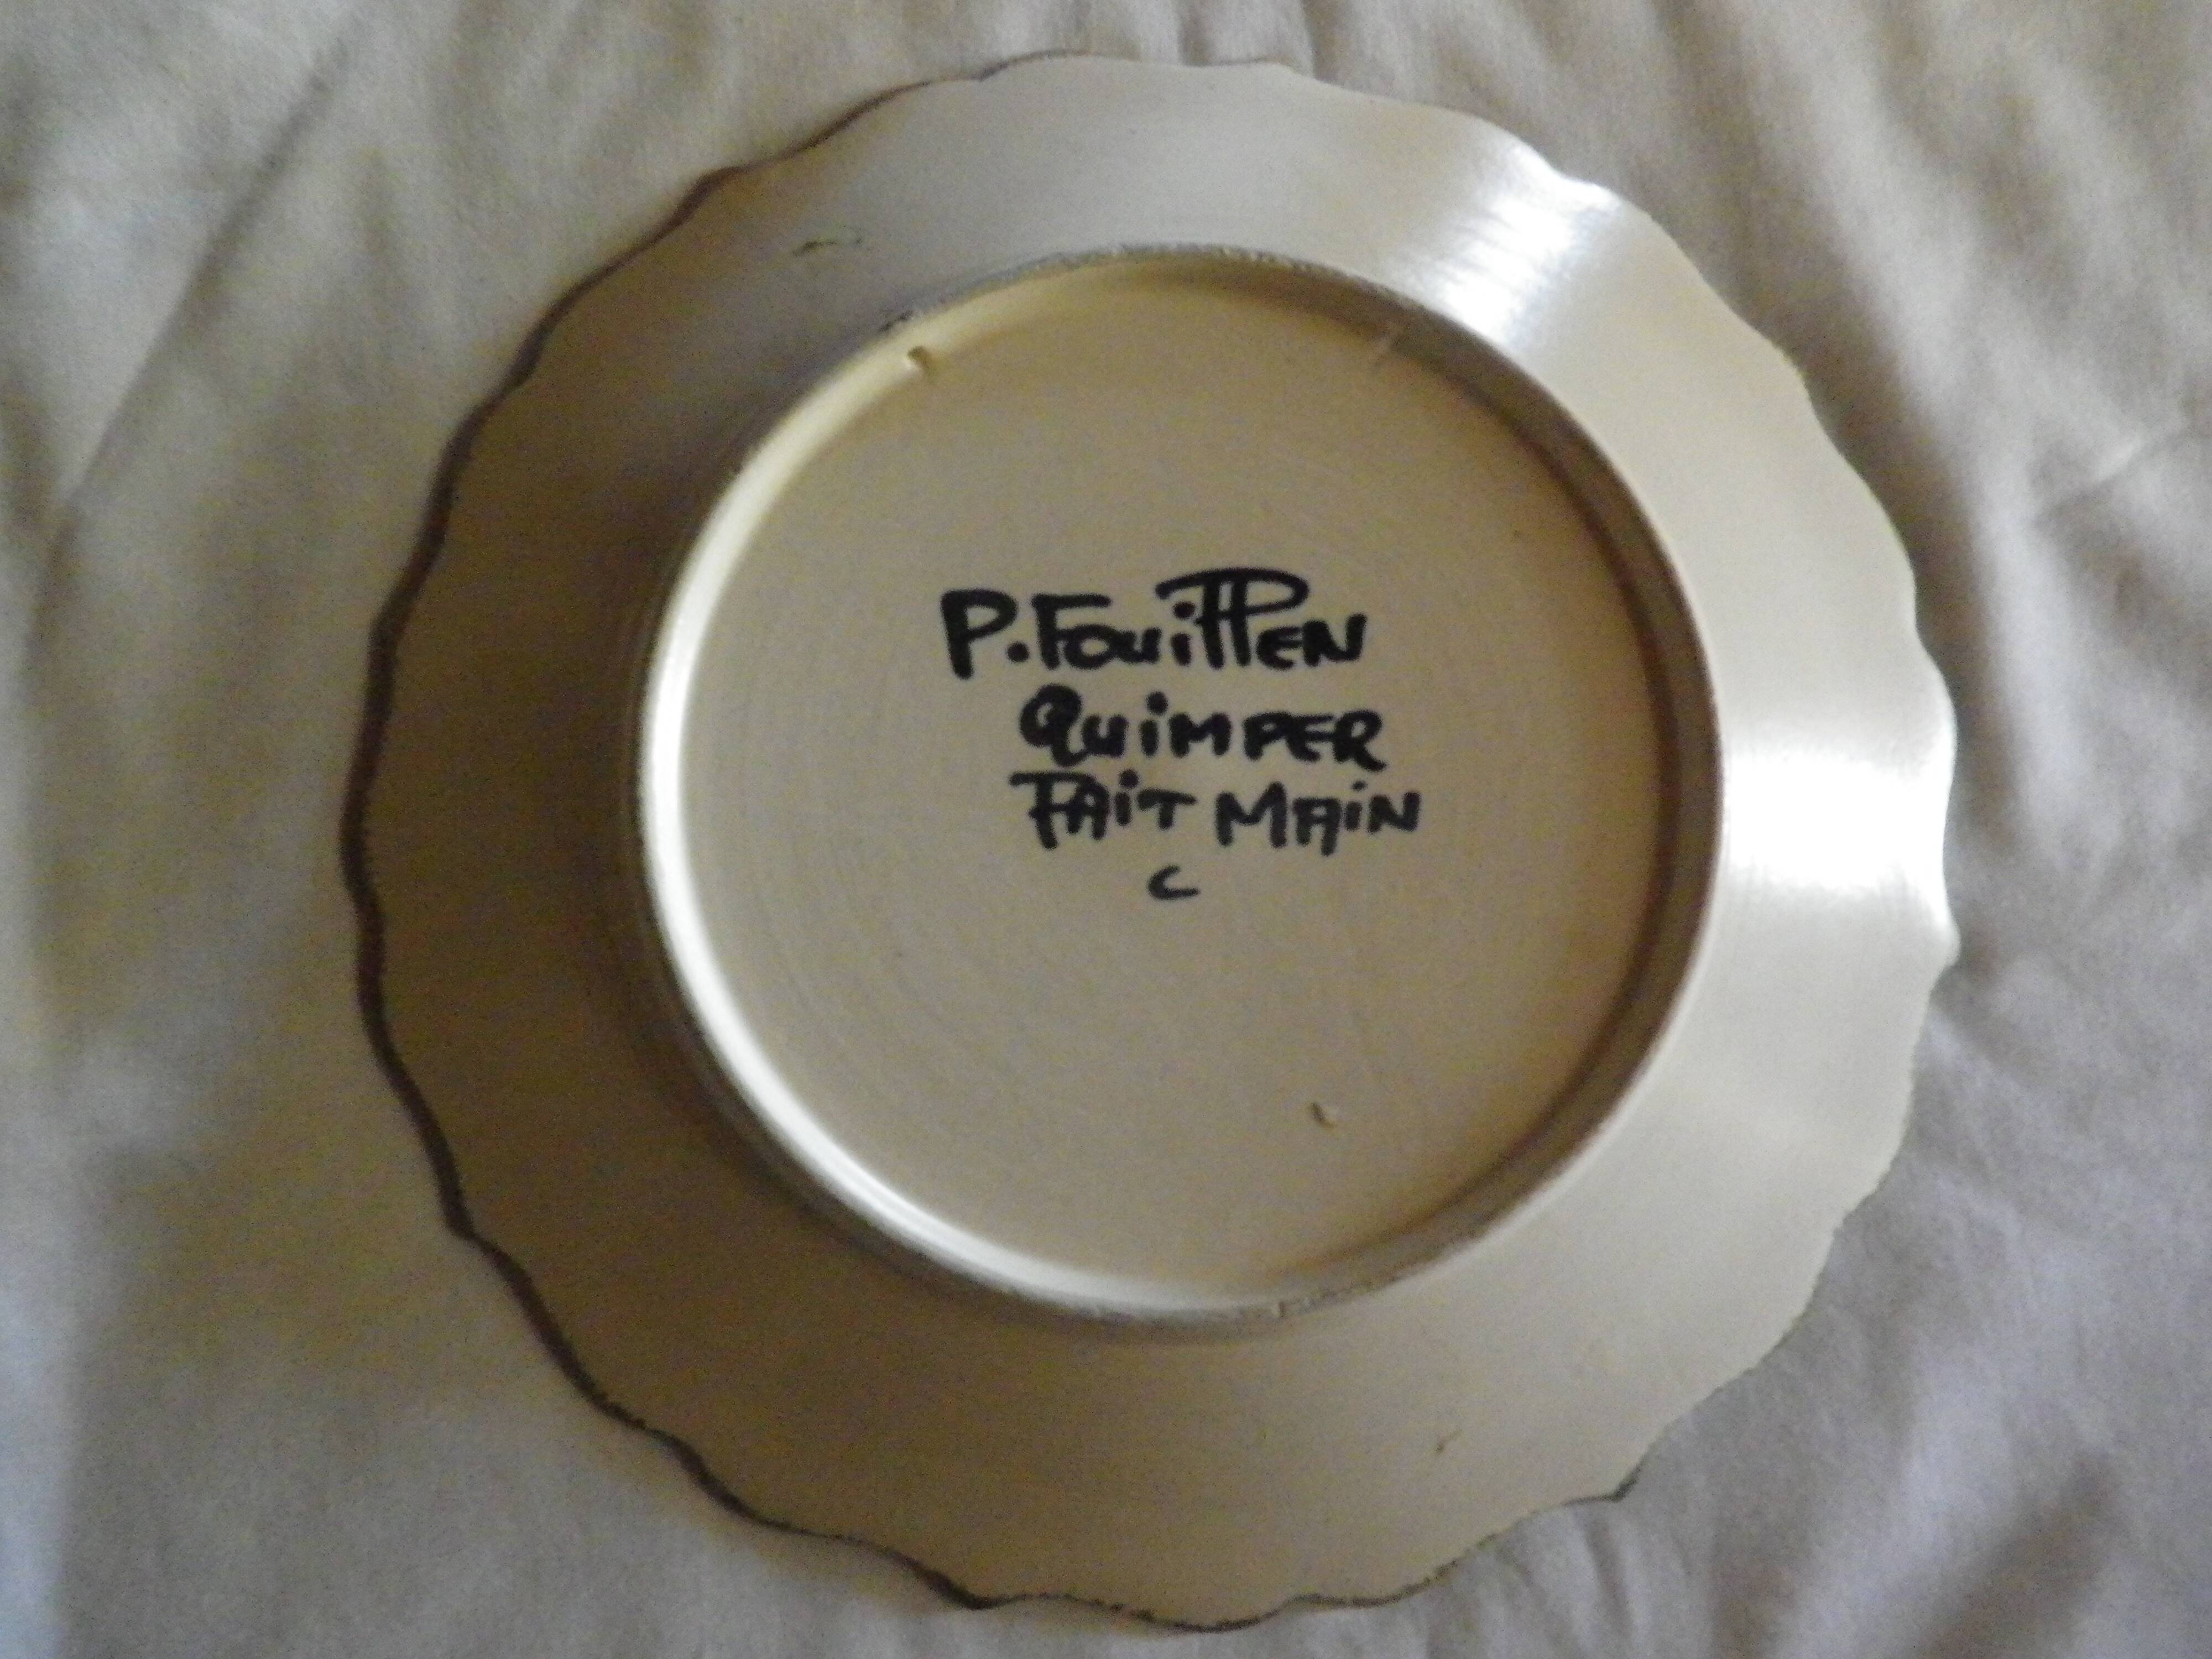 P. Fouillen
Quimper
Fait Main
C